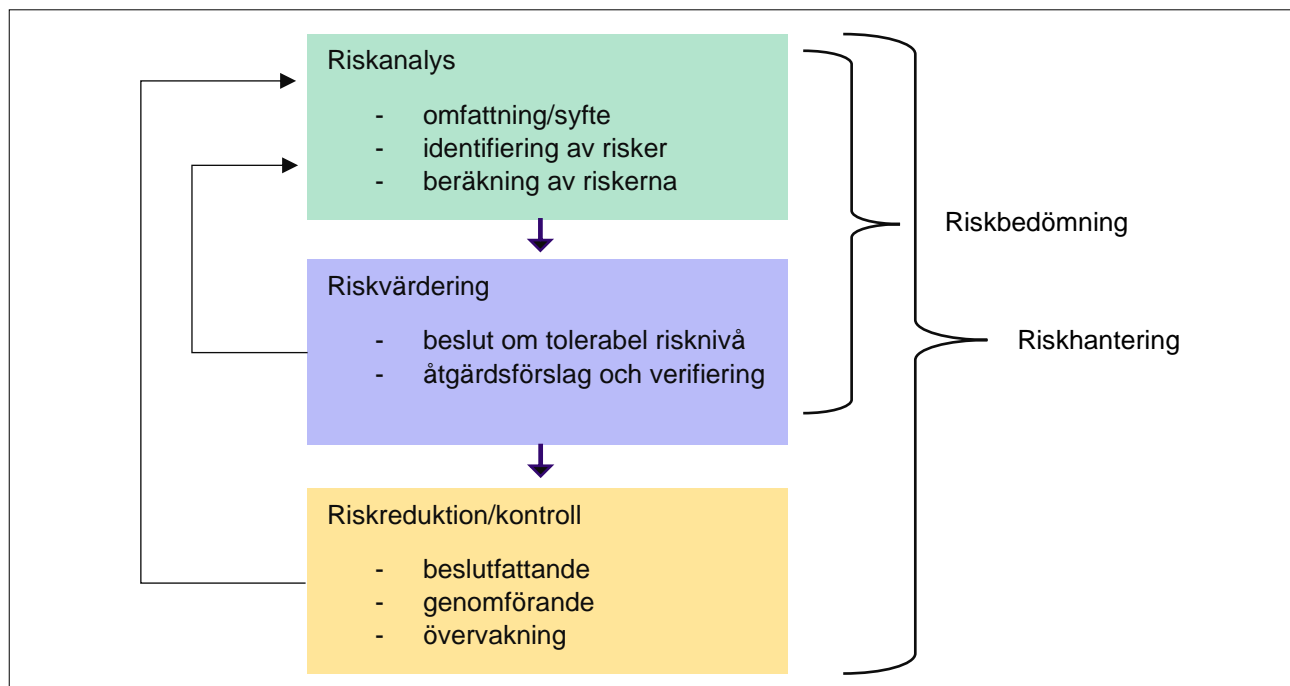 Riskanalys
- omfattning/syfte
- identifiering av risker
- beräkning av riskerna
Riskbedömning
Riskvärdering
- beslut om tolerabel risknivå
- åtgärdsförslag och verifiering
Riskhantering
Riskreduktion/kontroll
- beslutfattande
- genomförande
- övervakning